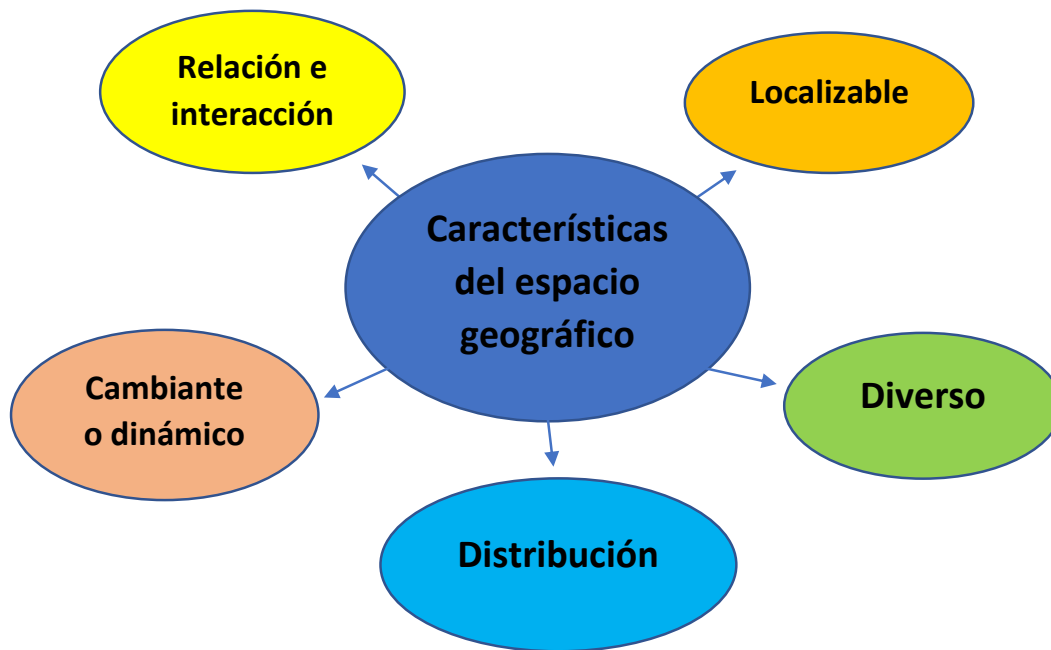 Relación e
interacción
Localizable
Características
del espacio
geográfico
Cambiante
o dinámico
Diverso
Distribución